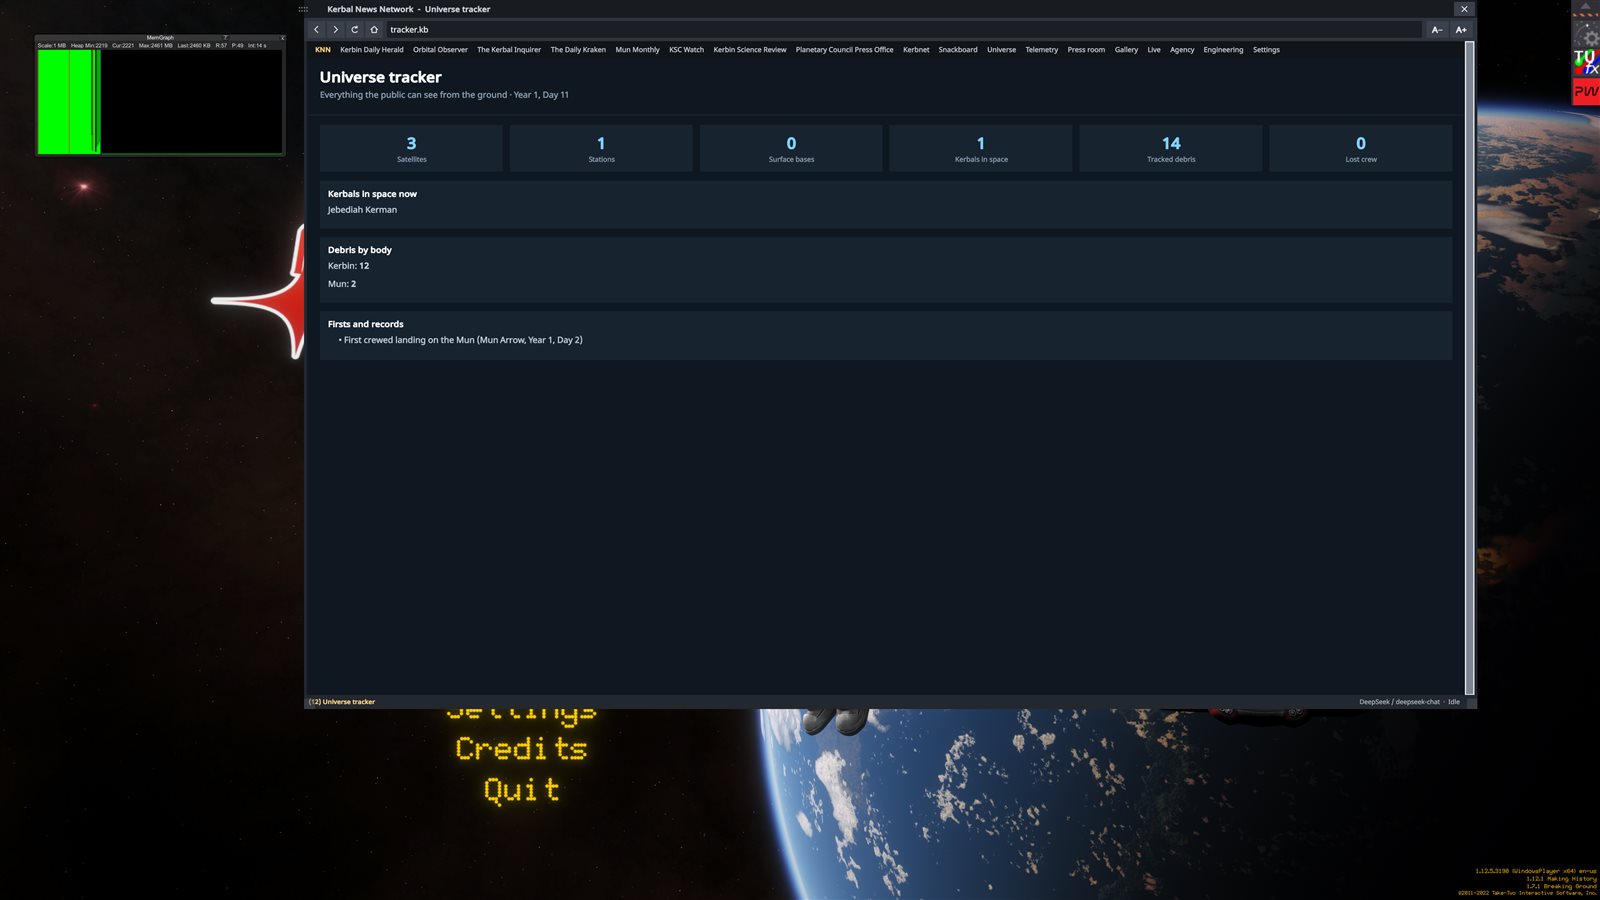 Kerbal News Network - Universe tracker
tracker.kb
A− A+
KNN Kerbin Daily Herald Orbital Observer The Kerbal Inquirer The Daily Kraken Mun Monthly KSC Watch Kerbin Science Review Planetary Council Press Office Kerbnet Snackboard Universe Telemetry Press room Gallery Live Agency Engineering Settings
MemGraph ? x
Scale:1 MB Heap Min:2219 Cur:2221 Max:2461 MB Last:2460 KB R:57 P:49 Int:14 s
Universe tracker
Everything the public can see from the ground · Year 1, Day 11
3 1 0 1 14 0
Satellites Stations Surface bases Kerbals in space Tracked debris Lost crew
Kerbals in space now
Jebediah Kerman
Debris by body
Kerbin: 12
Mun: 2
Firsts and records
• First crewed landing on the Mun (Mun Arrow, Year 1, Day 2)
(12) Universe tracker
DeepSeek / deepseek-chat · Idle
Settings
Credits
Quit
TU
TX
PW
1.12.5.3190 (WindowsPlayer x64) en-us
1.12.1 Making History
1.7.1 Breaking Ground
©2011-2022 Take-Two Interactive Software, Inc.